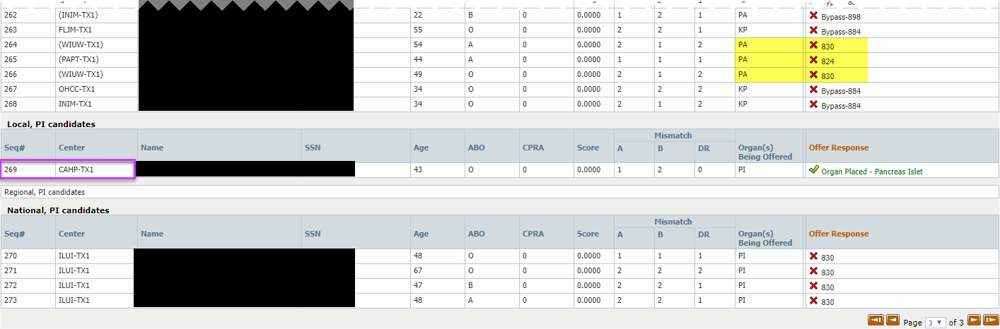 262 (INIM-TX1) 22 B 0 0.0000 1 2 1 PA Bypass-898
263 FLJM-TX1 55 O 0 0.0000 2 2 1 KP Bypass-884
264 (WIUW-TX1) 54 A 0 0.0000 2 1 2 PA 830
265 (PAPT-TX1) 44 A 0 0.0000 1 1 1 PA 824
266 (WIUW-TX1) 49 O 0 0.0000 2 1 2 PA 830
267 OHCC-TX1 34 O 0 0.0000 2 2 2 KP Bypass-884
268 INIM-TX1 34 O 0 0.0000 2 1 2 KP Bypass-884
Local, PI candidates
Mismatch
Seq# Center Name SSN Age ABO CPRA Score A B DR Organ(s) Being Offered Offer Response
269 CAHP-TX1 43 O 0 0.0000 1 2 0 PI Organ Placed - Pancreas Islet
Regional, PI candidates
National, PI candidates
Mismatch
Seq# Center Name SSN Age ABO CPRA Score A B DR Organ(s) Being Offered Offer Response
270 ILUI-TX1 48 O 0 0.0000 1 1 1 PI 830
271 ILUI-TX1 67 O 0 0.0000 2 2 2 PI 830
272 ILUI-TX1 47 B 0 0.0000 2 2 1 PI 830
273 ILUI-TX1 48 A 0 0.0000 2 2 1 PI 830
Page 3 of 3